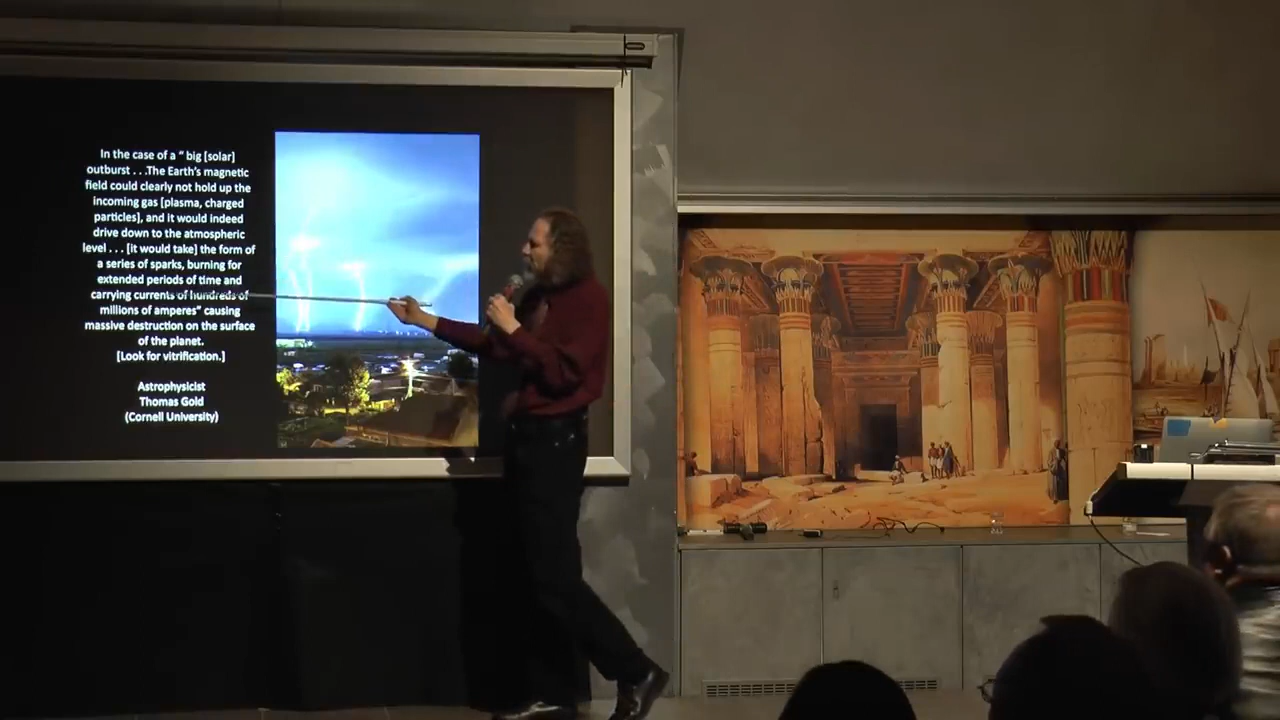 In the case of a “ big [solar]
outburst . . .The Earth’s magnetic
field could clearly not hold up the
incoming gas [plasma, charged
particles], and it would indeed
drive down to the atmospheric
level . . . [it would take] the form of
a series of sparks, burning for
extended periods of time and
carrying currents of hundreds of
millions of amperes” causing
massive destruction on the surface
of the planet.
[Look for vitrification.]
Astrophysicist
Thomas Gold
(Cornell University)